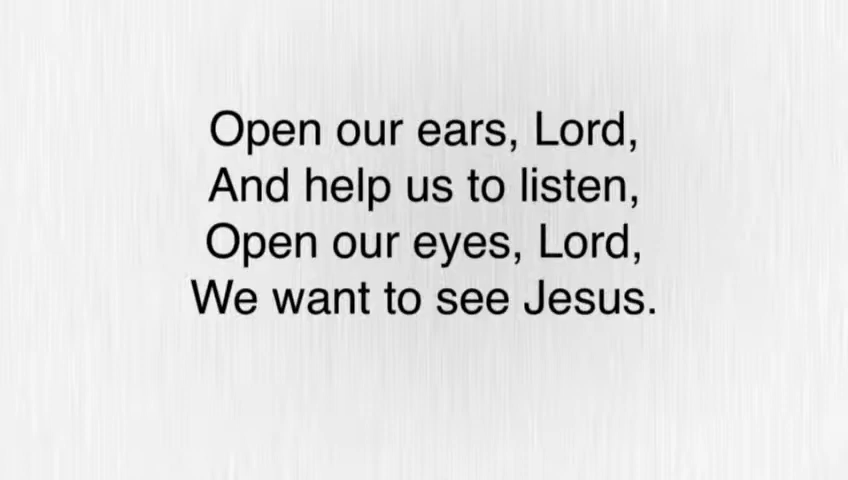 Open our ears, Lord,
And help us to listen,
Open our eyes, Lord,
We want to see Jesus.